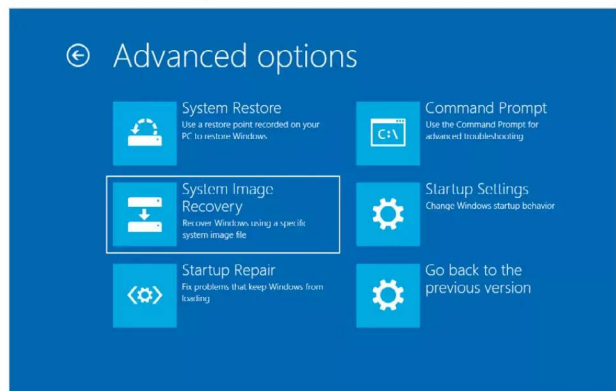 Advanced options
System Restore
Use a restore point recorded on your
PC to restore Windows
Command Prompt
Use the Command Prompt for
advanced troubleshooting
C:\
System Image
Recovery
Recover Windows using a specific
system image file
Startup Settings
Change Windows startup behavior
Startup Repair
Fix problems that keep Windows from
loading
Go back to the
previous version